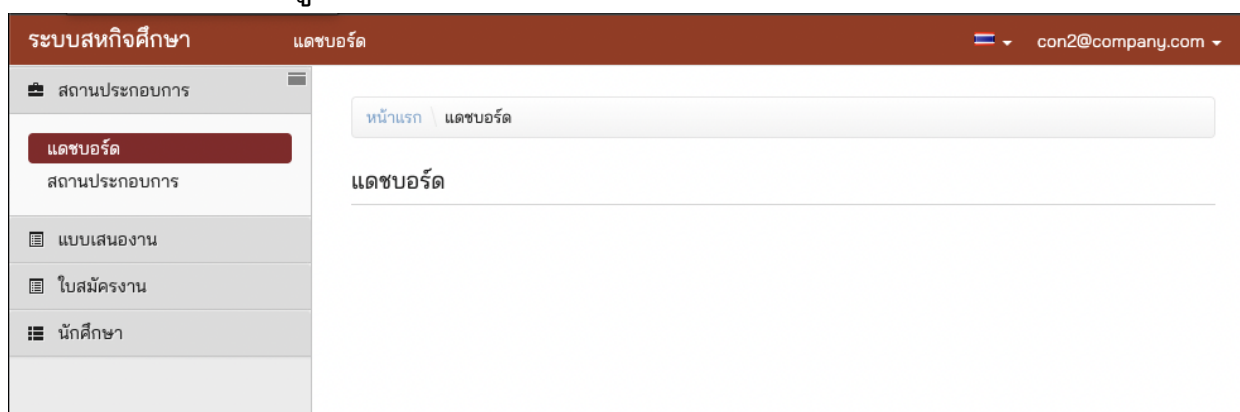 ระบบสหกิจศึกษา แดชบอร์ด con2@company.com
สถานประกอบการ
หน้าแรก \ แดชบอร์ด
แดชบอร์ด
สถานประกอบการ
แดชบอร์ด
แบบเสนองาน
ใบสมัครงาน
นักศึกษา